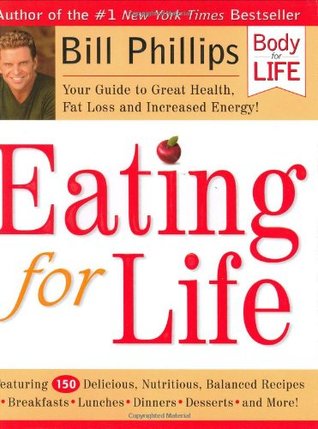 Author of the #1 New York Times Bestseller
Bill Phillips
Body
for
LIFE
Your Guide to Great Health,
Fat Loss and Increased Energy!
Eating
for Life
Featuring 150 Delicious, Nutritious, Balanced Recipes
• Breakfasts • Lunches • Dinners • Desserts • and More!